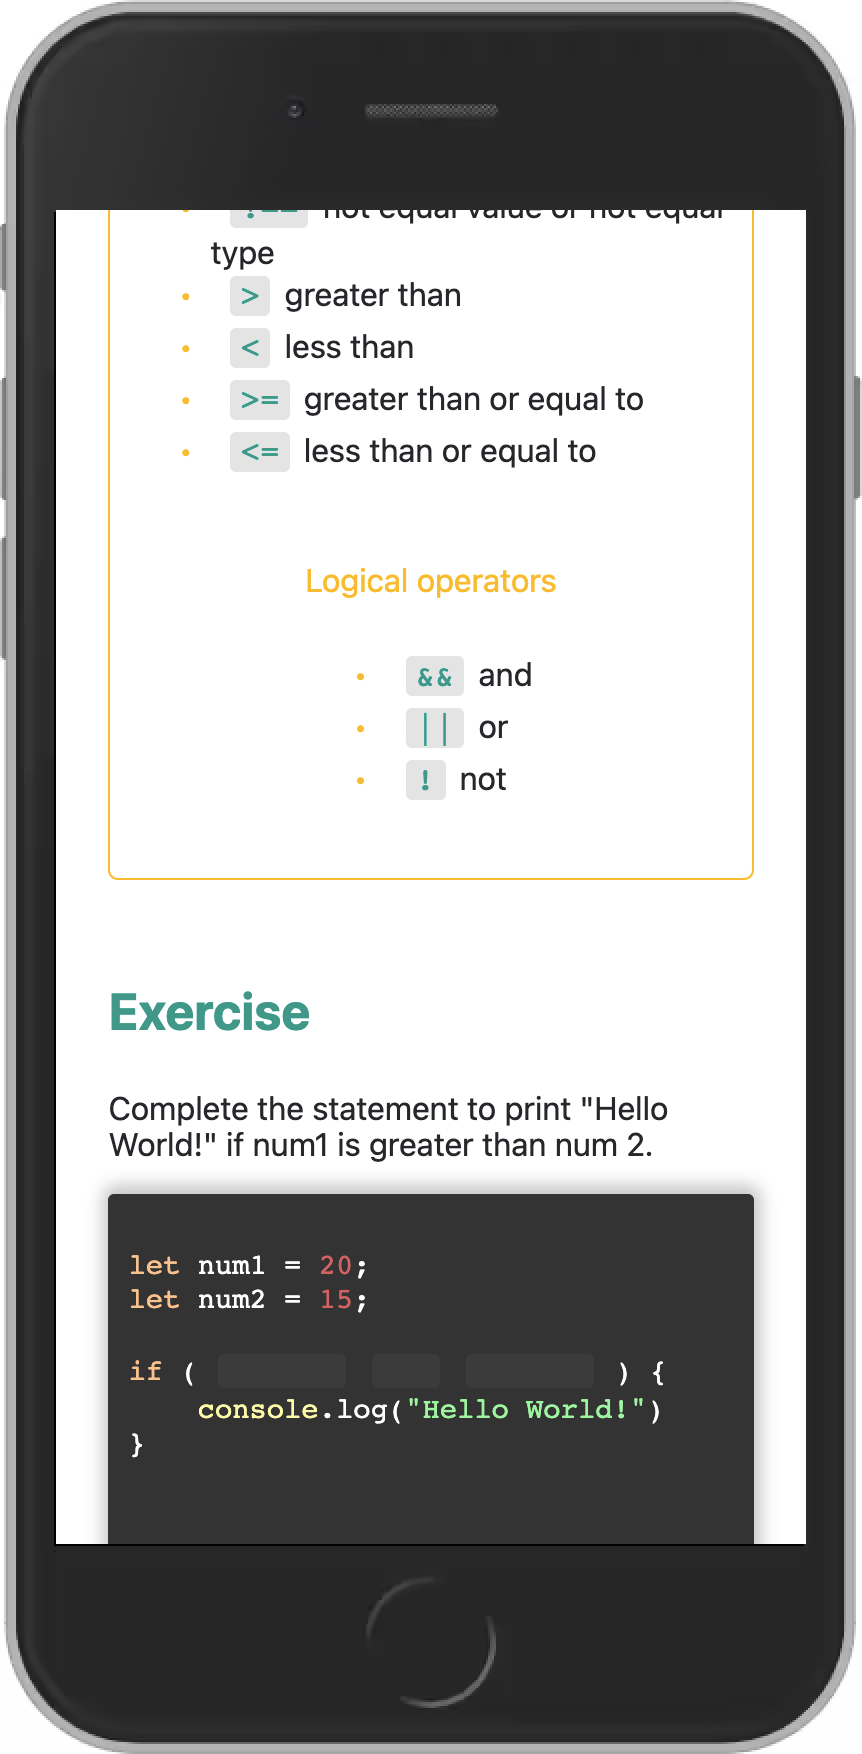 !== not equal value or not equal
type
> greater than
< less than
>= greater than or equal to
<= less than or equal to
Logical operators
&& and
|| or
! not
Exercise
Complete the statement to print "Hello
World!" if num1 is greater than num 2.
let num1 = 20;
let num2 = 15;
if ( ) {
console.log("Hello World!")
}